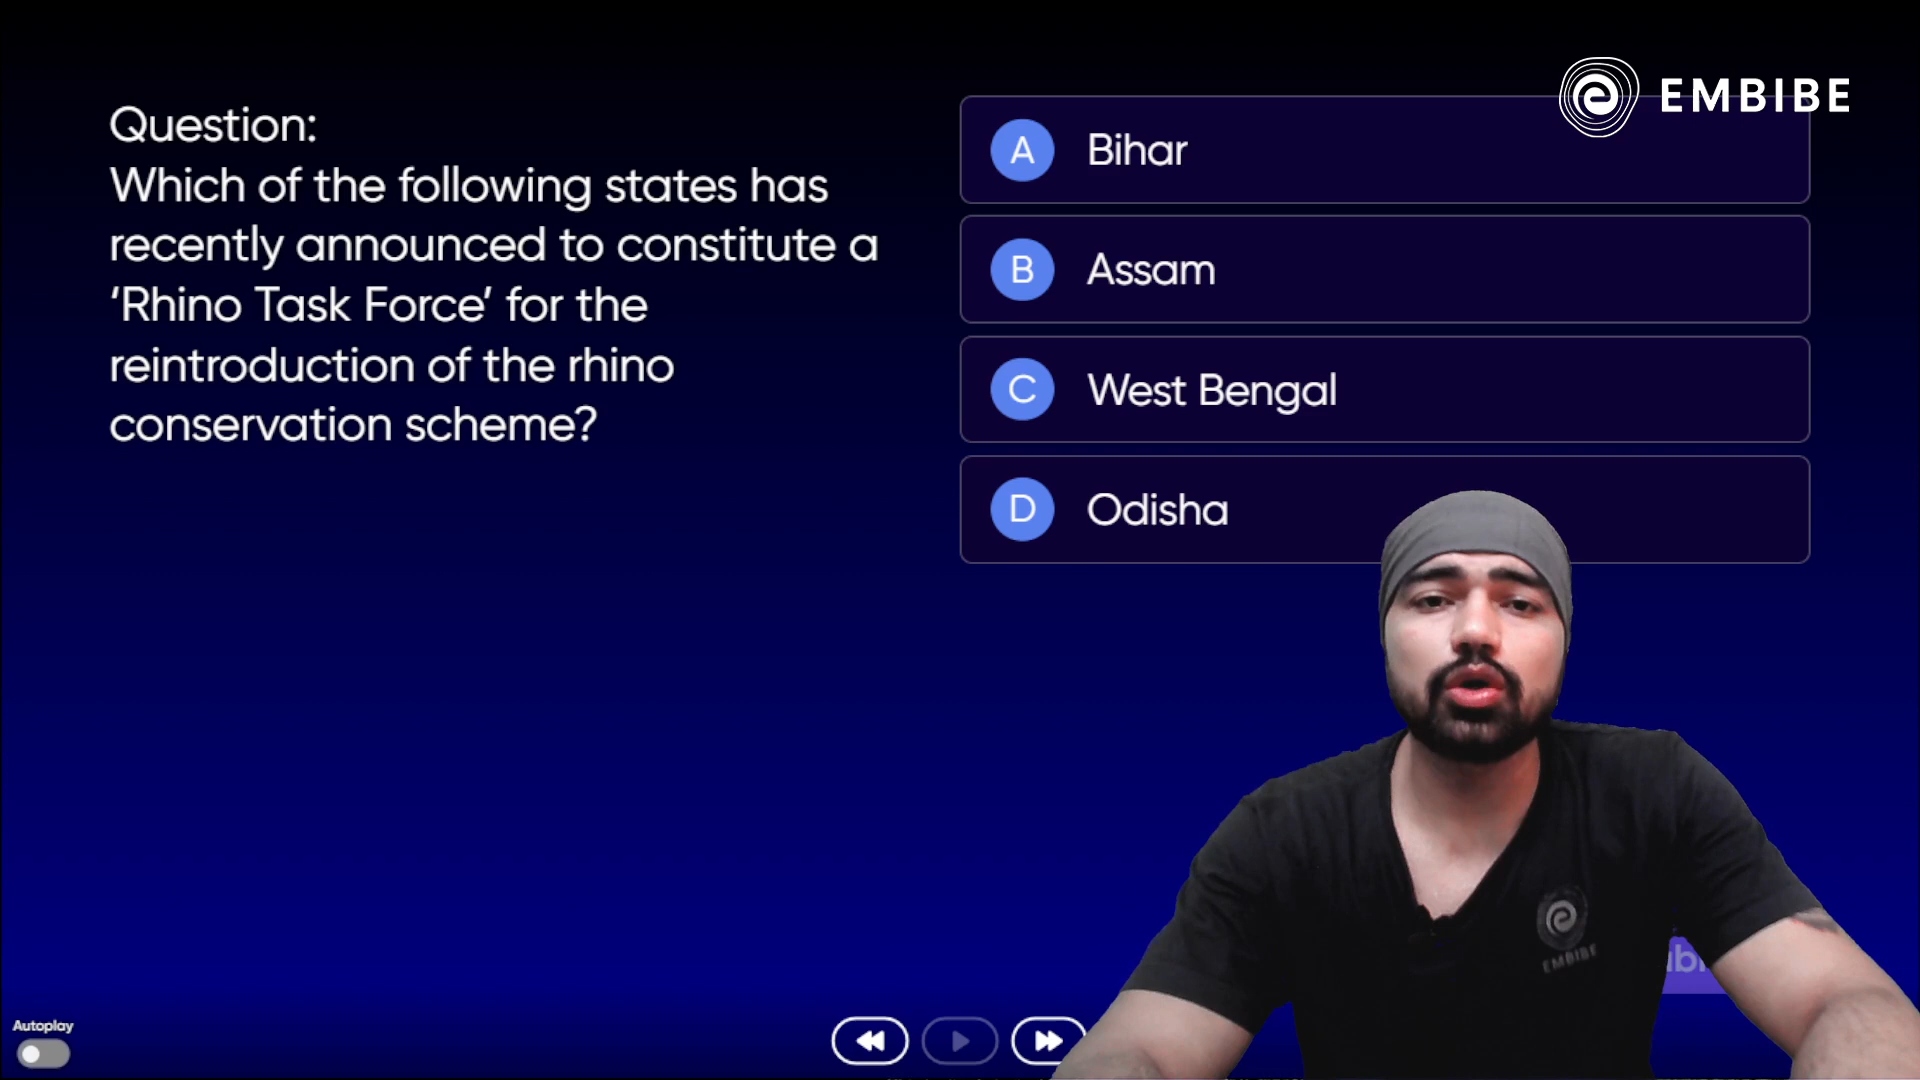 EMBIBE
Question:
Which of the following states has
recently announced to constitute a
‘Rhino Task Force’ for the
reintroduction of the rhino
conservation scheme?
A Bihar
B Assam
C West Bengal
D Odisha
EMBIBE
Autoplay